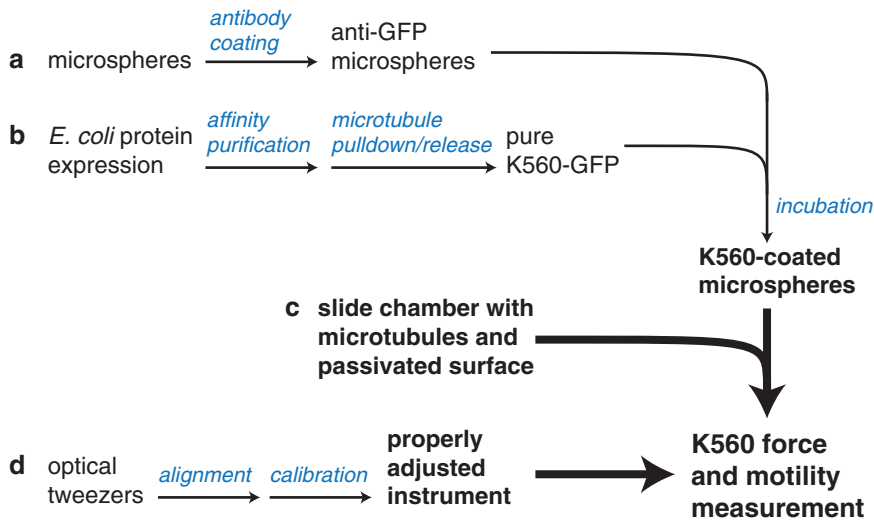 a microspheres
antibody
coating
anti-GFP
microspheres
b E. coli protein
expression
affinity
purification
microtubule
pulldown/release
pure
K560-GFP
incubation
K560-coated
microspheres
c slide chamber with
microtubules and
passivated surface
d optical
tweezers
alignment
calibration
properly
adjusted
instrument
K560 force
and motility
measurement